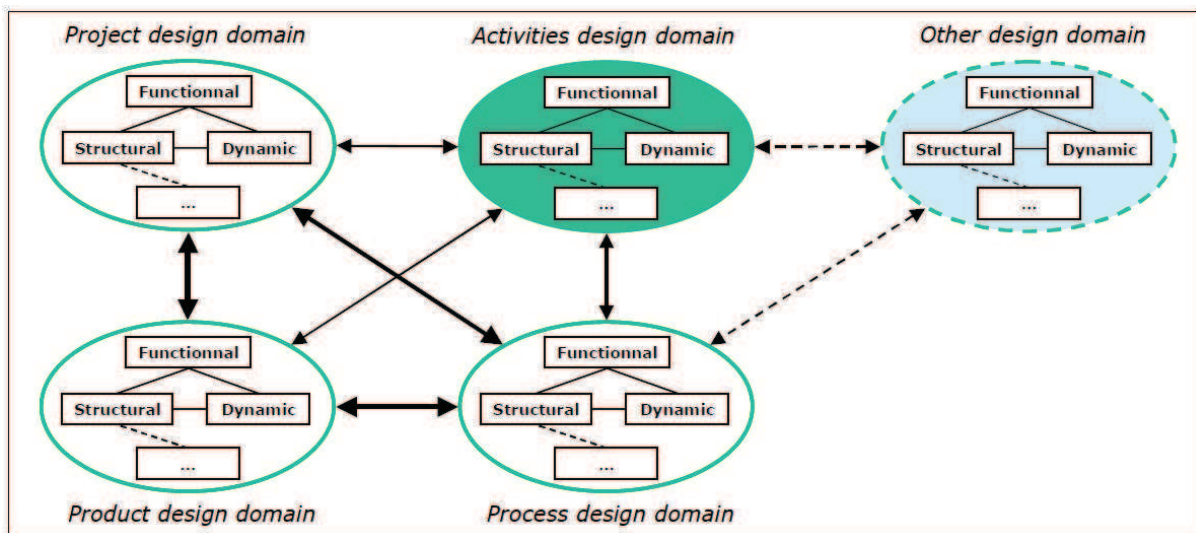 Project design domain
Activities design domain
Other design domain
Functionnal
Structural
Dynamic
...
Functionnal
Structural
Dynamic
...
Functionnal
Structural
Dynamic
...
Functionnal
Structural
Dynamic
...
Functionnal
Structural
Dynamic
...
Product design domain
Process design domain